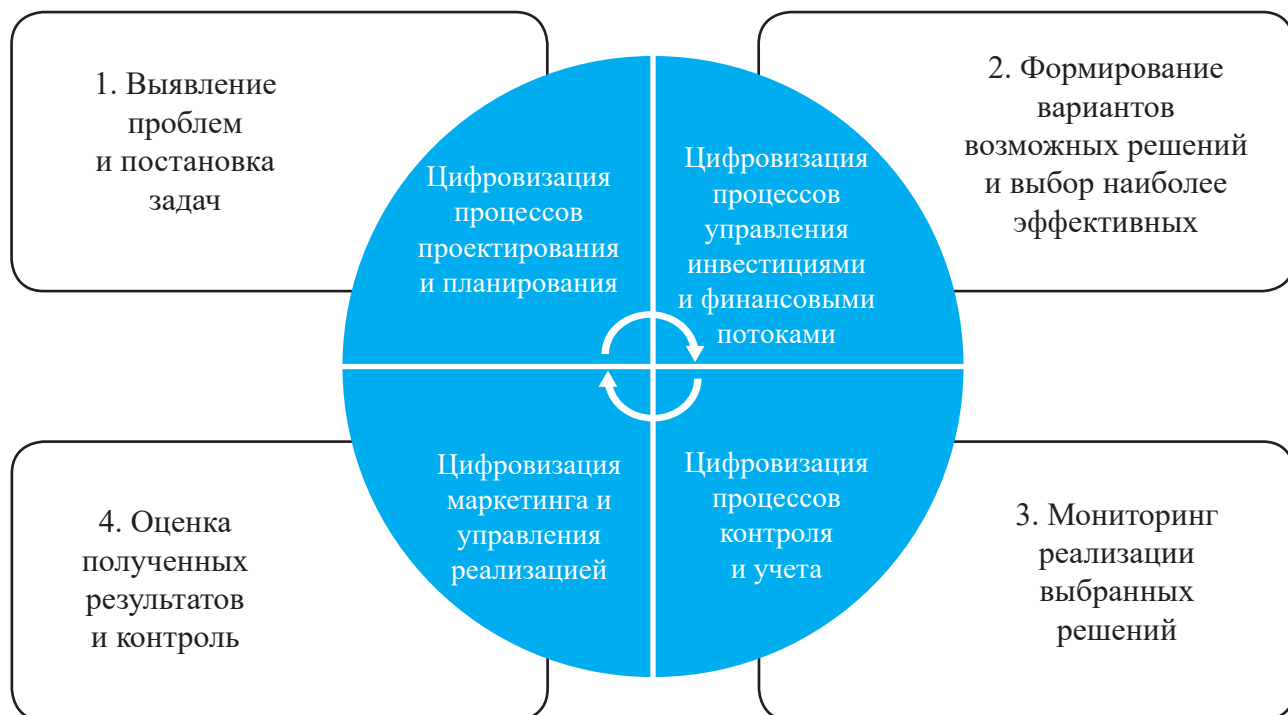 1. Выявление
проблем
и постановка
задач
2. Формирование
вариантов
возможных решений
и выбор наиболее
эффективных
Цифровизация
процессов
проектирования
и планирования
Цифровизация
процессов
управления
инвестициями
и финансовыми
потоками
Цифровизация
маркетинга и
управления
реализацией
Цифровизация
процессов
контроля
и учета
4. Оценка
полученных
результатов
и контроль
3. Мониторинг
реализации
выбранных
решений